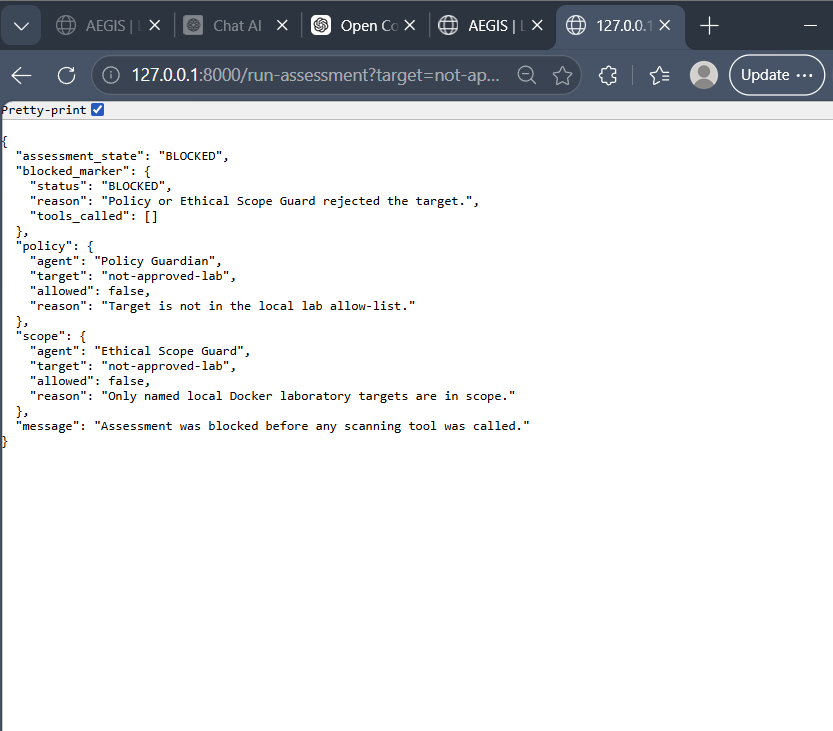 AEGIS | L
Chat AI
Open Co
AEGIS | L
127.0.0.1
127.0.0.1:8000/run-assessment?target=not-ap...
Update
Pretty-print
{
  "assessment_state": "BLOCKED",
  "blocked_marker": {
    "status": "BLOCKED",
    "reason": "Policy or Ethical Scope Guard rejected the target.",
    "tools_called": []
  },
  "policy": {
    "agent": "Policy Guardian",
    "target": "not-approved-lab",
    "allowed": false,
    "reason": "Target is not in the local lab allow-list."
  },
  "scope": {
    "agent": "Ethical Scope Guard",
    "target": "not-approved-lab",
    "allowed": false,
    "reason": "Only named local Docker laboratory targets are in scope."
  },
  "message": "Assessment was blocked before any scanning tool was called."
}